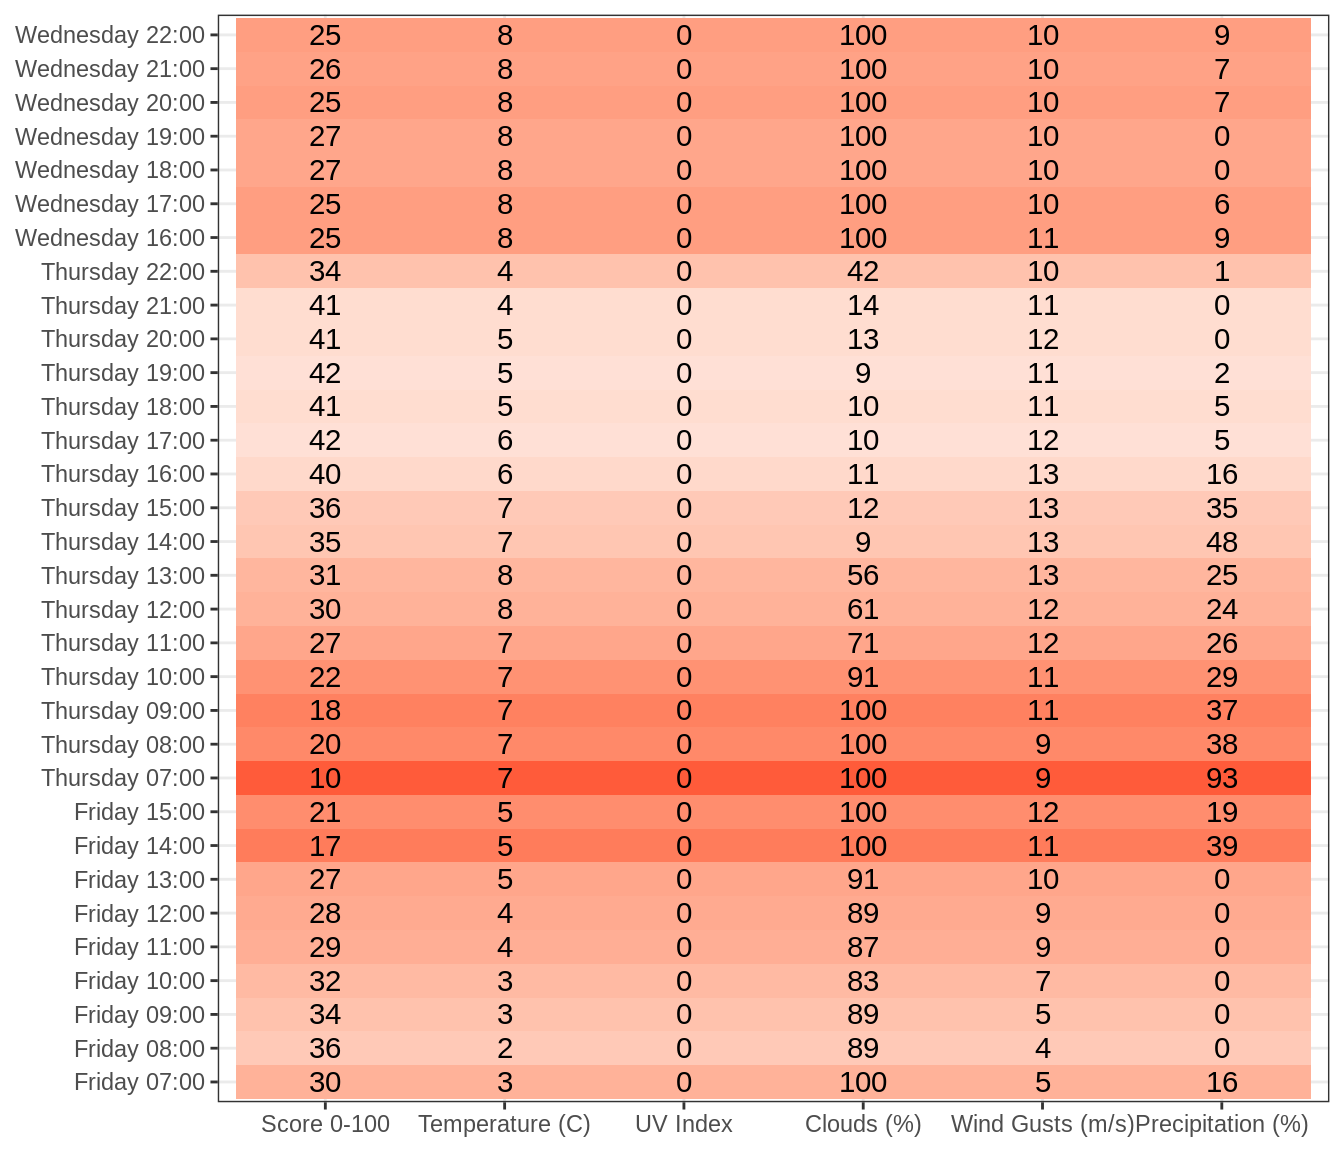 Wednesday 22:00 25 8 0 100 10 9
Wednesday 21:00 26 8 0 100 10 7
Wednesday 20:00 25 8 0 100 10 7
Wednesday 19:00 27 8 0 100 10 0
Wednesday 18:00 27 8 0 100 10 0
Wednesday 17:00 25 8 0 100 10 6
Wednesday 16:00 25 8 0 100 11 9
Thursday 22:00 34 4 0 42 10 1
Thursday 21:00 41 4 0 14 11 0
Thursday 20:00 41 5 0 13 12 0
Thursday 19:00 42 5 0 9 11 2
Thursday 18:00 41 5 0 10 11 5
Thursday 17:00 42 6 0 10 12 5
Thursday 16:00 40 6 0 11 13 16
Thursday 15:00 36 7 0 12 13 35
Thursday 14:00 35 7 0 9 13 48
Thursday 13:00 31 8 0 56 13 25
Thursday 12:00 30 8 0 61 12 24
Thursday 11:00 27 7 0 71 12 26
Thursday 10:00 22 7 0 91 11 29
Thursday 09:00 18 7 0 100 11 37
Thursday 08:00 20 7 0 100 9 38
Thursday 07:00 10 7 0 100 9 93
Friday 15:00 21 5 0 100 12 19
Friday 14:00 17 5 0 100 11 39
Friday 13:00 27 5 0 91 10 0
Friday 12:00 28 4 0 89 9 0
Friday 11:00 29 4 0 87 9 0
Friday 10:00 32 3 0 83 7 0
Friday 09:00 34 3 0 89 5 0
Friday 08:00 36 2 0 89 4 0
Friday 07:00 30 3 0 100 5 16
Score 0-100 Temperature (C) UV Index Clouds (%) Wind Gusts (m/s) Precipitation (%)